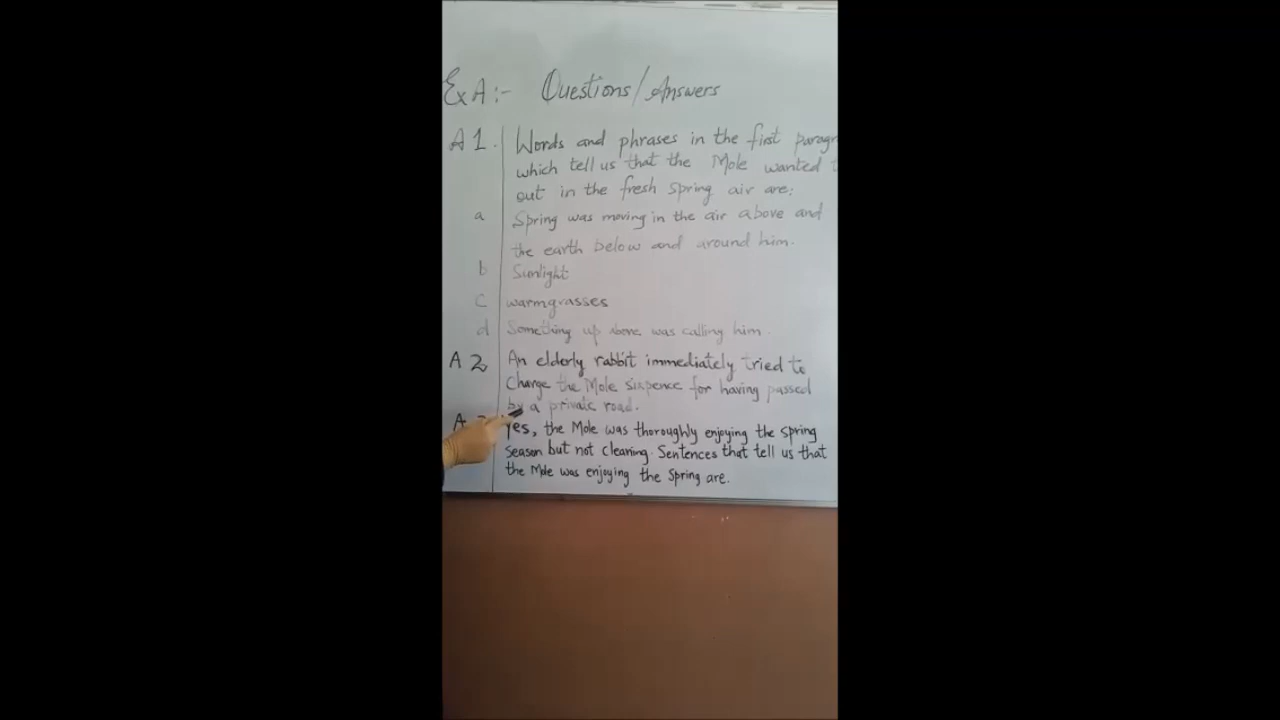 Ex A:- Questions/Answers
A 1. Words and phrases in the first paragr
which tell us that the Mole wanted t
out in the fresh spring air are;
a Spring was moving in the air above and
the earth below and around him.
b Sunlight
c warmgrasses
d Something up above was calling him.
A 2 An elderly rabbit immediately tried to
Charge the Mole sixpence for having passed
by a private road.
A Yes, the Mole was thoroughly enjoying the spring
season but not cleaning. Sentences that tell us that
the Mole was enjoying the Spring are.